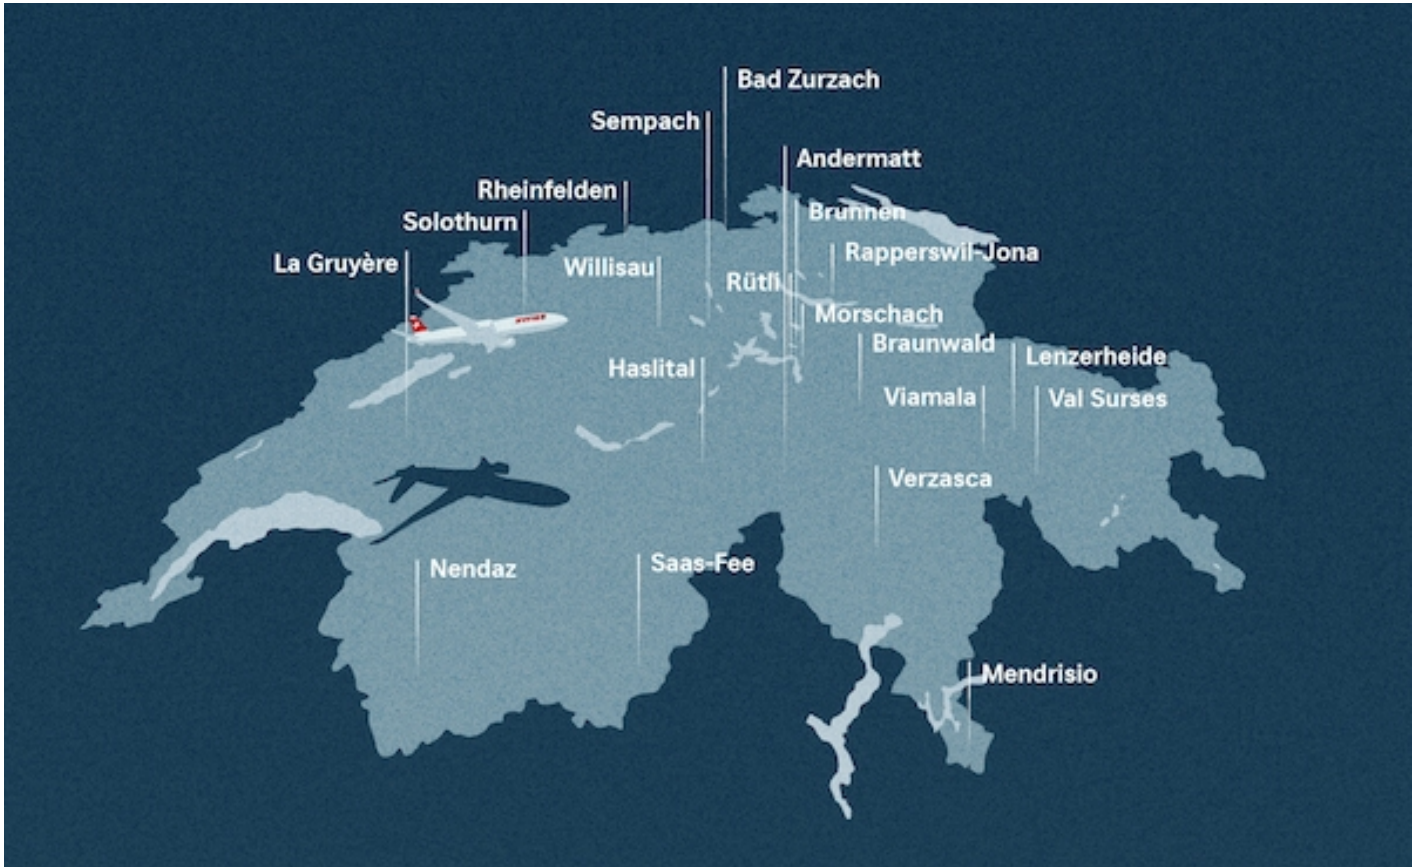 Bad Zurzach
Sempach
Andermatt
Rheinfelden
Brunnen
Solothurn
Rapperswil-Jona
La Gruyère
Willisau
Rütli
Morschach
SWISS
Braunwald
Lenzerheide
Haslital
Viamala
Val Surses
Verzasca
Saas-Fee
Nendaz
Mendrisio